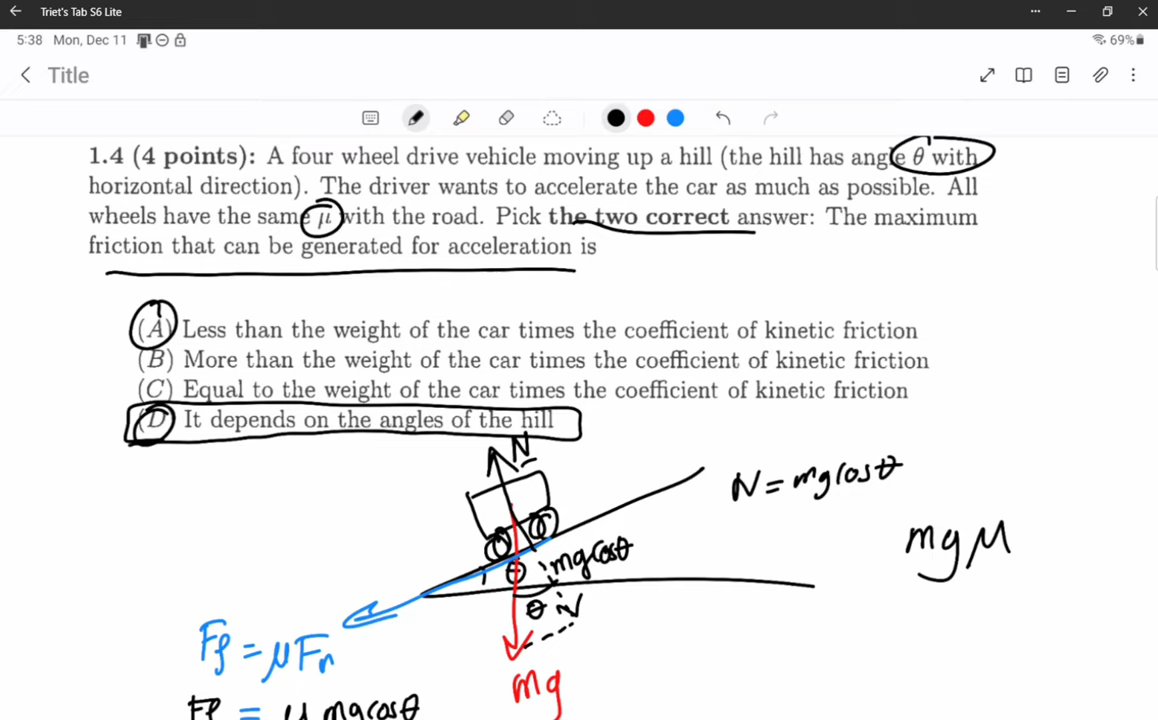 Triet's Tab S6 Lite
5:38 Mon, Dec 11 69%
Title
1.4 (4 points): A four wheel drive vehicle moving up a hill (the hill has angle θ with
horizontal direction). The driver wants to accelerate the car as much as possible. All
wheels have the same μ with the road. Pick the two correct answer: The maximum
friction that can be generated for acceleration is
(A) Less than the weight of the car times the coefficient of kinetic friction
(B) More than the weight of the car times the coefficient of kinetic friction
(C) Equal to the weight of the car times the coefficient of kinetic friction
(D) It depends on the angles of the hill
N
N = mg cosθ
mgμ
mg cosθ
θ
θ N
Ff = μFn
mg
Ff = μ mg cosθ